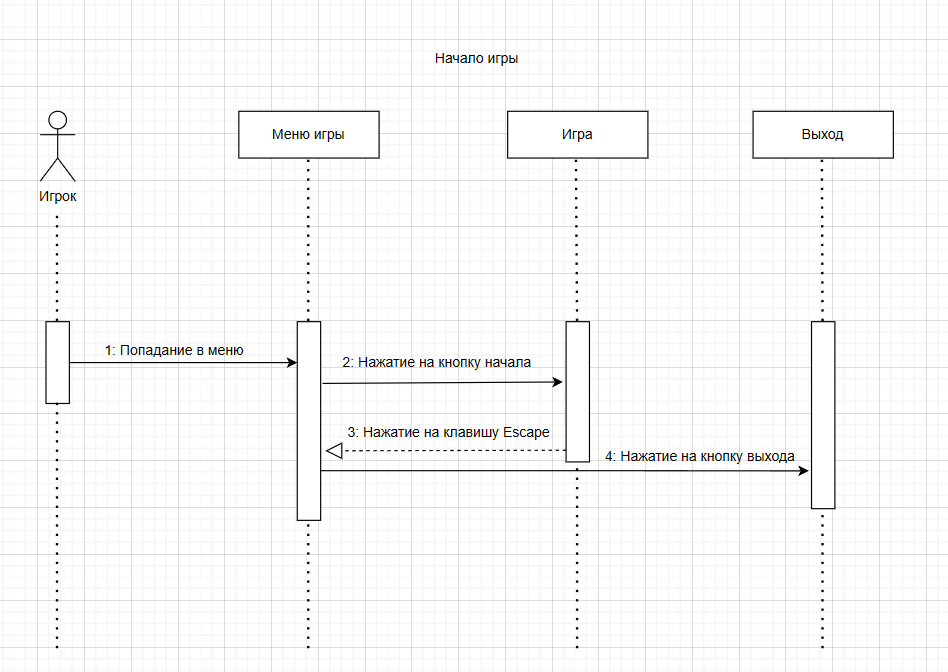 Начало игры
Игрок
Меню игры
Игра
Выход
1: Попадание в меню
2: Нажатие на кнопку начала
3: Нажатие на клавишу Escape
4: Нажатие на кнопку выхода